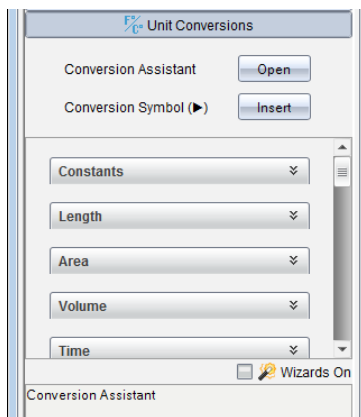 F°/C° Unit Conversions
Conversion Assistant Open
Conversion Symbol (►) Insert
Constants
Length
Area
Volume
Time
Wizards On
Conversion Assistant